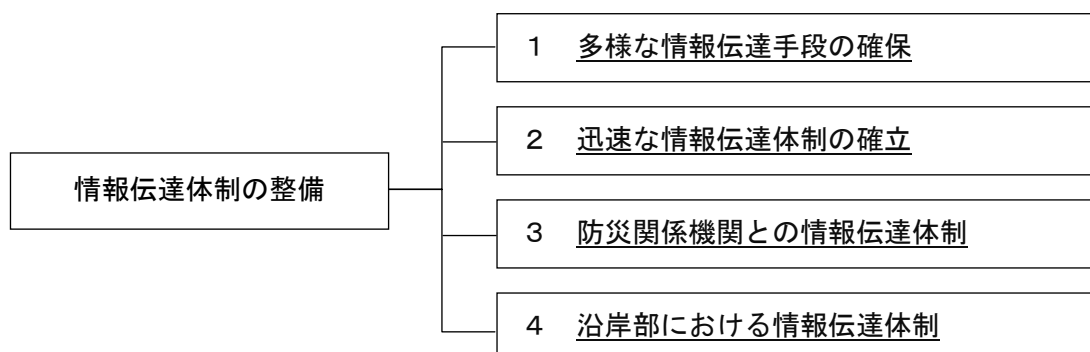 １　多様な情報伝達手段の確保
２　迅速な情報伝達体制の確立
情報伝達体制の整備
３　防災関係機関との情報伝達体制
４　沿岸部における情報伝達体制